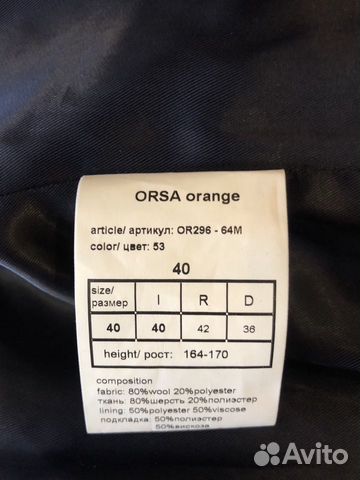 ORSA orange
article/ артикул: OR296 - 64M
color/ цвет: 53
40
size/ размер I R D
40 40 42 36
height/ рост: 164-170
composition
fabric: 80%wool 20%polyester
ткань: 80%шерсть 20%полиэстер
lining: 50%polyester 50%viscose
подкладка: 50%полиэстер
50%вискоза
Avito